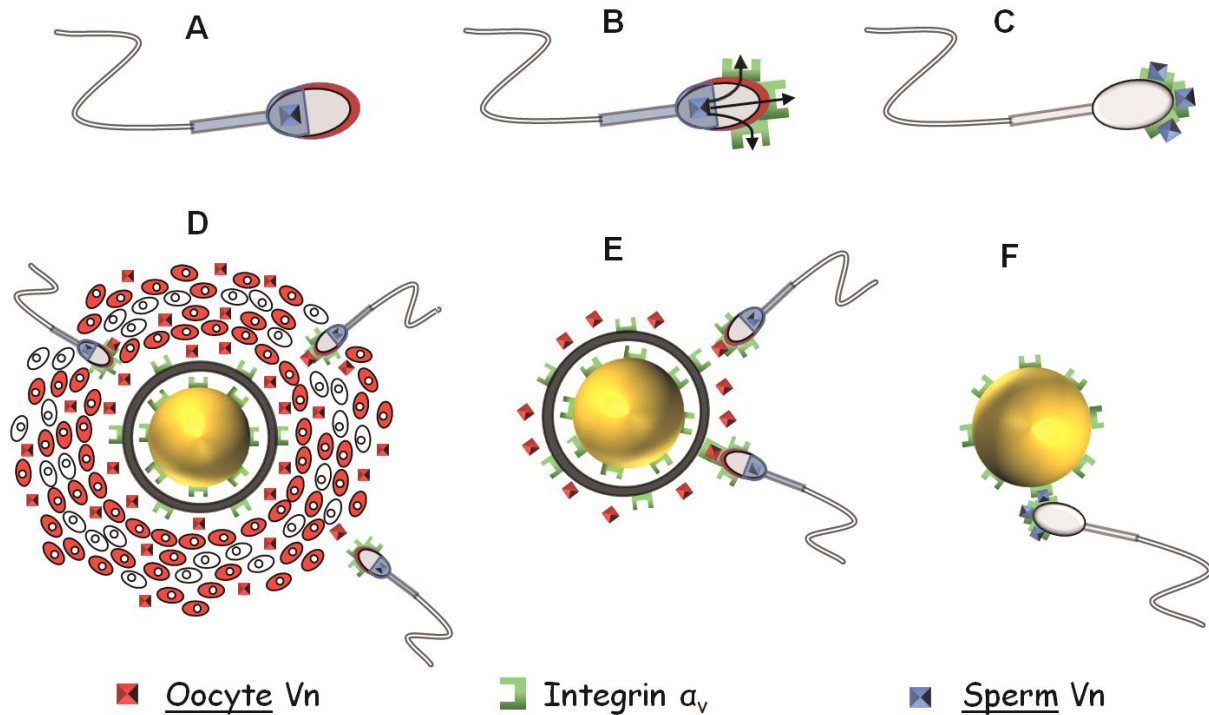 A
B
C
D
E
F
Oocyte Vn
Integrin αv
Sperm Vn